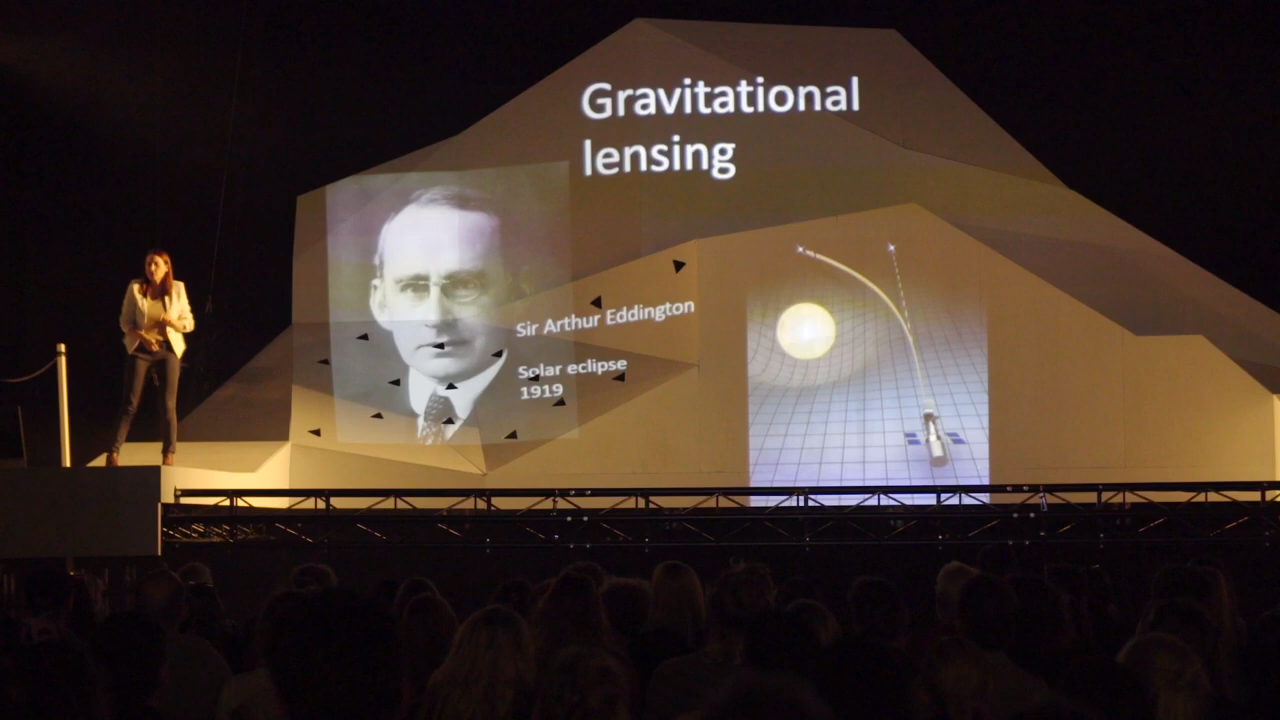 Gravitational
lensing
Sir Arthur Eddington
Solar eclipse
1919